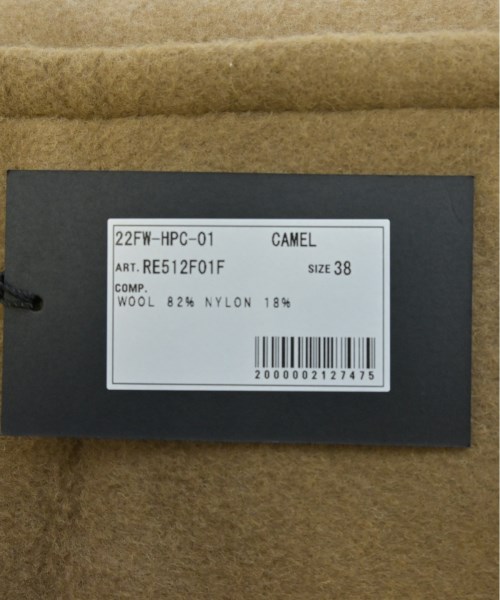 22FW-HPC-01 CAMEL
ART. RE512F01F SIZE 38
COMP.
WOOL 82% NYLON 18%
2000002127475